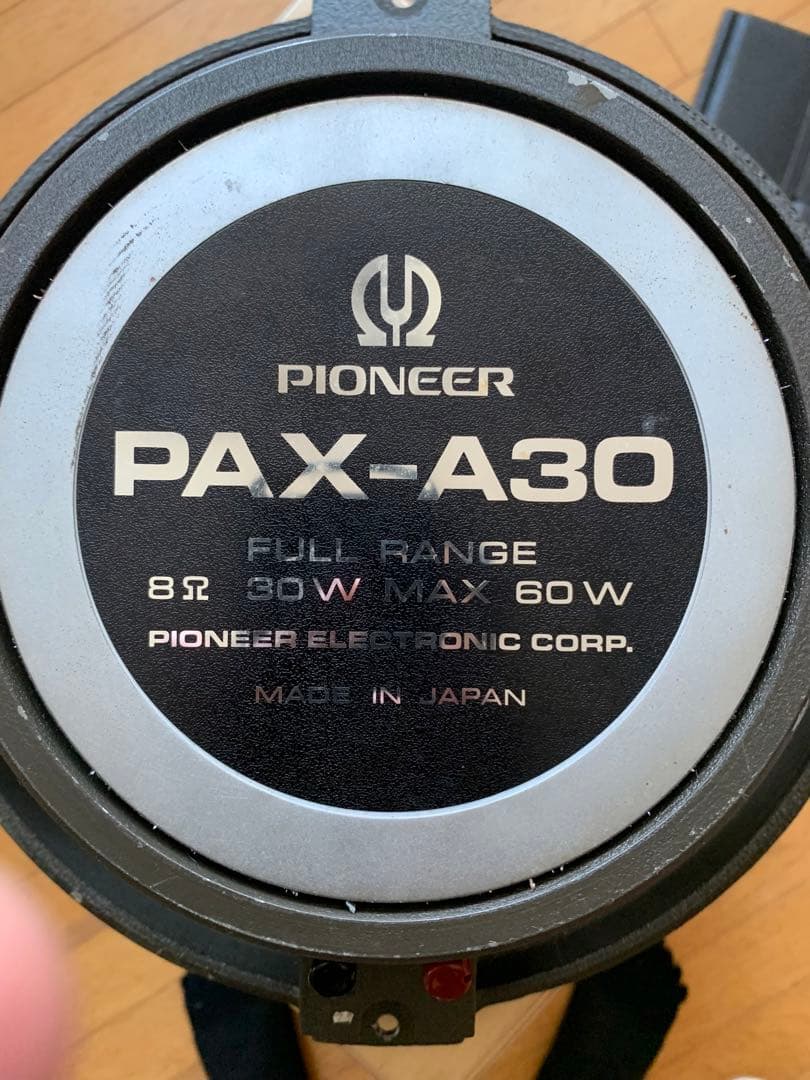 PIONEER
PAX-A30
FULL RANGE
8Ω 30W MAX 60W
PIONEER ELECTRONIC CORP.
MADE IN JAPAN